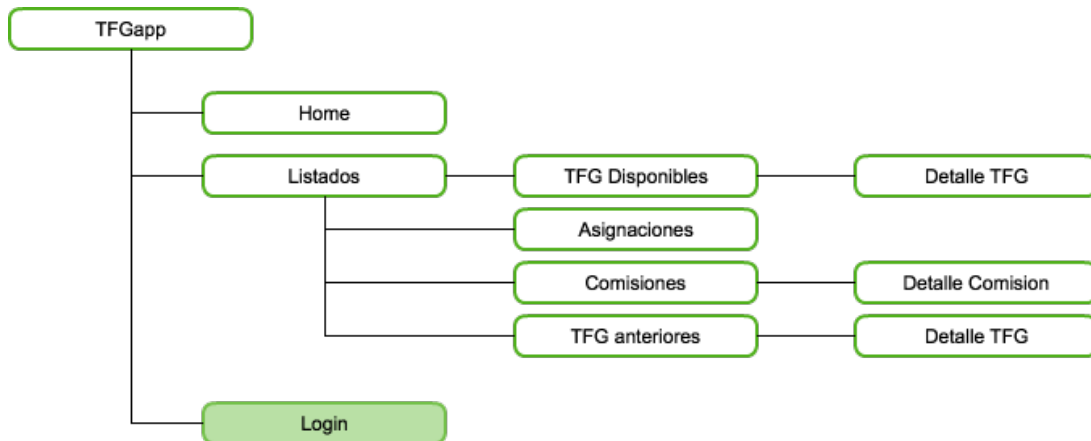 TFGapp
Home
Listados
TFG Disponibles
Detalle TFG
Asignaciones
Comisiones
Detalle Comision
TFG anteriores
Detalle TFG
Login